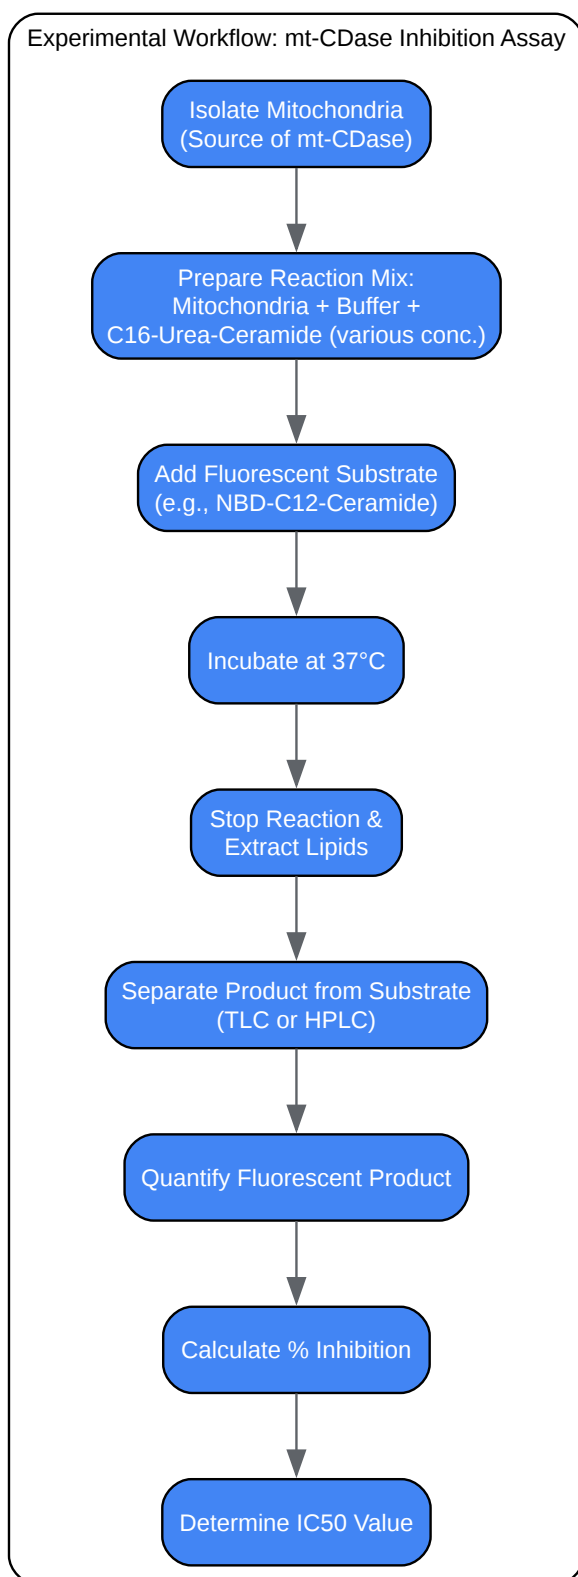 Experimental Workflow: mt-CDase Inhibition Assay
Isolate Mitochondria
(Source of mt-CDase)
Prepare Reaction Mix:
Mitochondria + Buffer +
C16-Urea-Ceramide (various conc.)
Add Fluorescent Substrate
(e.g., NBD-C12-Ceramide)
Incubate at 37°C
Stop Reaction &
Extract Lipids
Separate Product from Substrate
(TLC or HPLC)
Quantify Fluorescent Product
Calculate % Inhibition
Determine IC50 Value